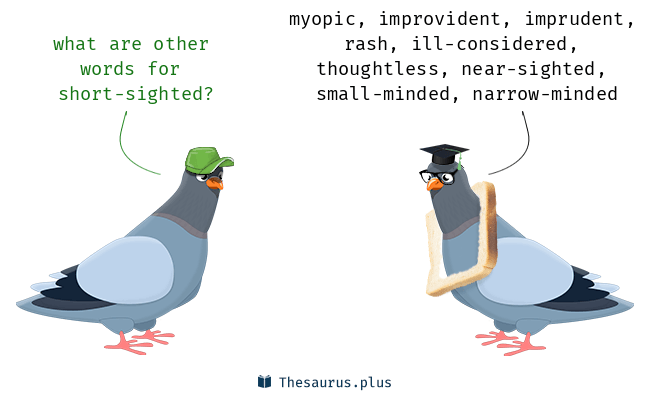 what are other
words for
short-sighted?
myopic, improvident, imprudent,
rash, ill-considered,
thoughtless, near-sighted,
small-minded, narrow-minded
Thesaurus.plus